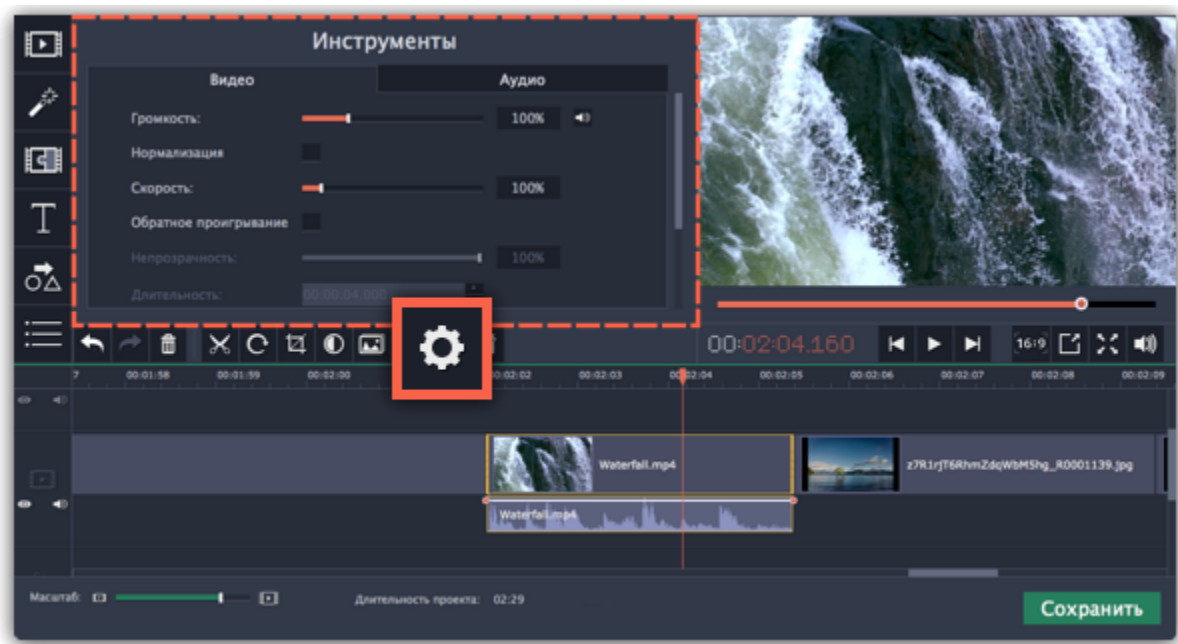 Инструменты
Видео Аудио
Громкость: 100%
Нормализация
Скорость: 100%
Обратное проигрывание
Непрозрачность: 100%
Длительность: 00:00:04.000
T
00:02:04.160 16:9
7 00:01:58 00:01:59 00:02:00 00:02:02 00:02:03 00:02:04 00:02:05 00:02:06 00:02:07 00:02:08 00:02:09
Waterfall.mp4 z7R1rjT6RhmZdqWbM5hg_R0001139.jpg
Waterfall.mp4
Масштаб: Длительность проекта: 02:29
Сохранить